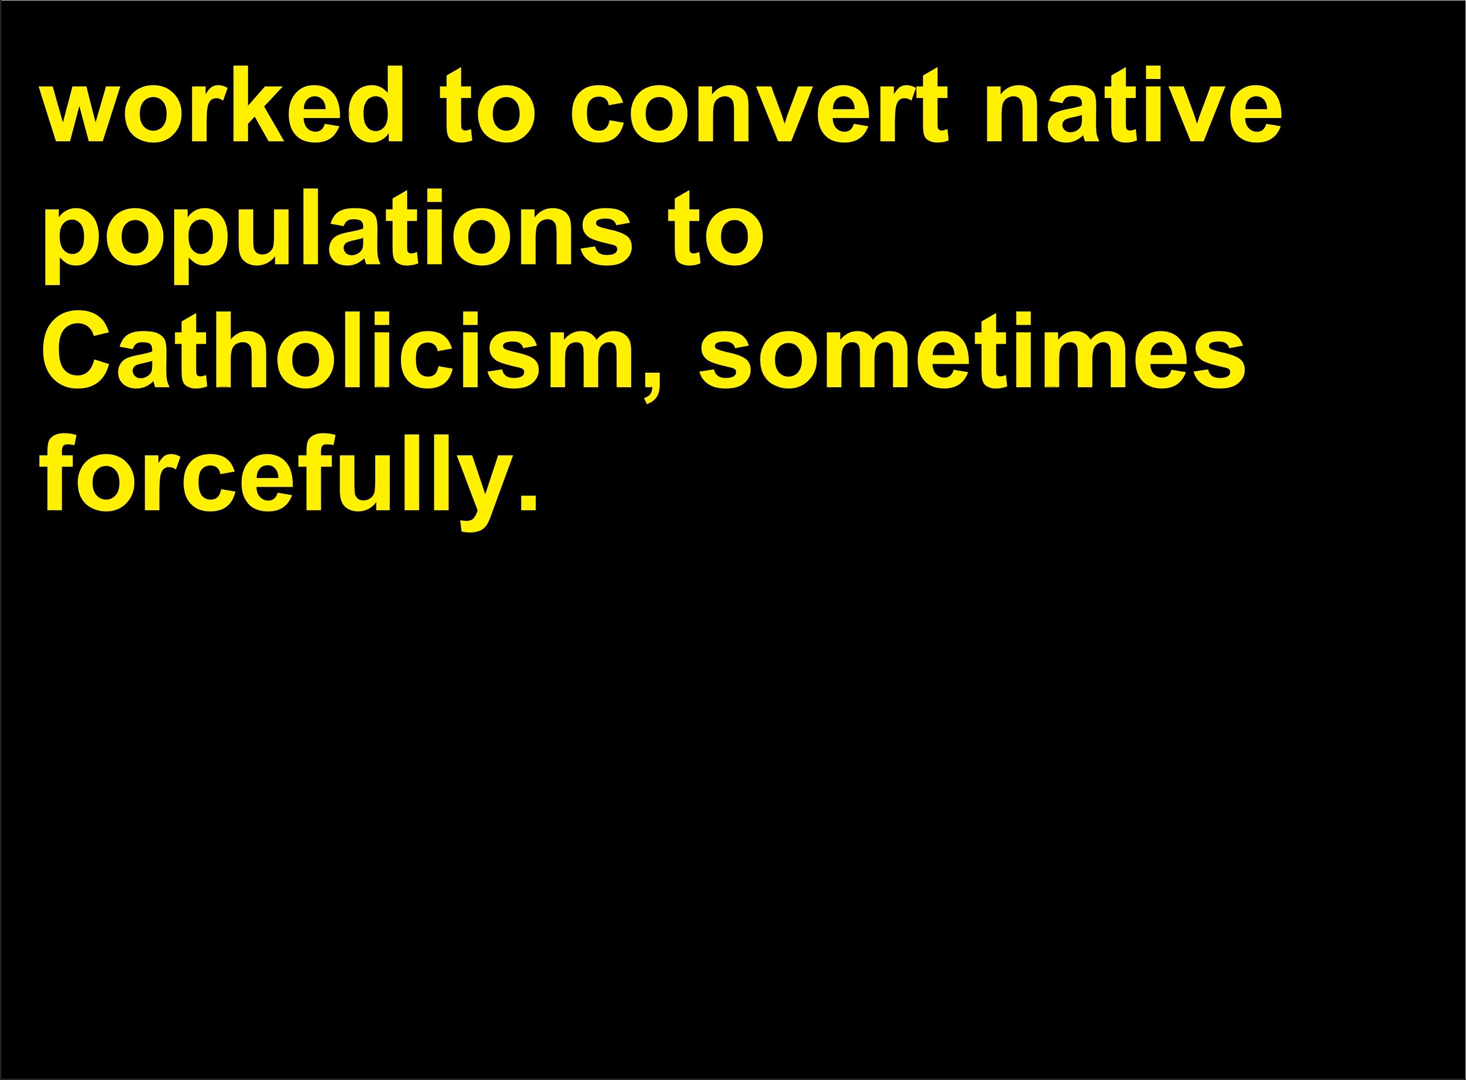 worked to convert native
populations to
Catholicism, sometimes
forcefully.